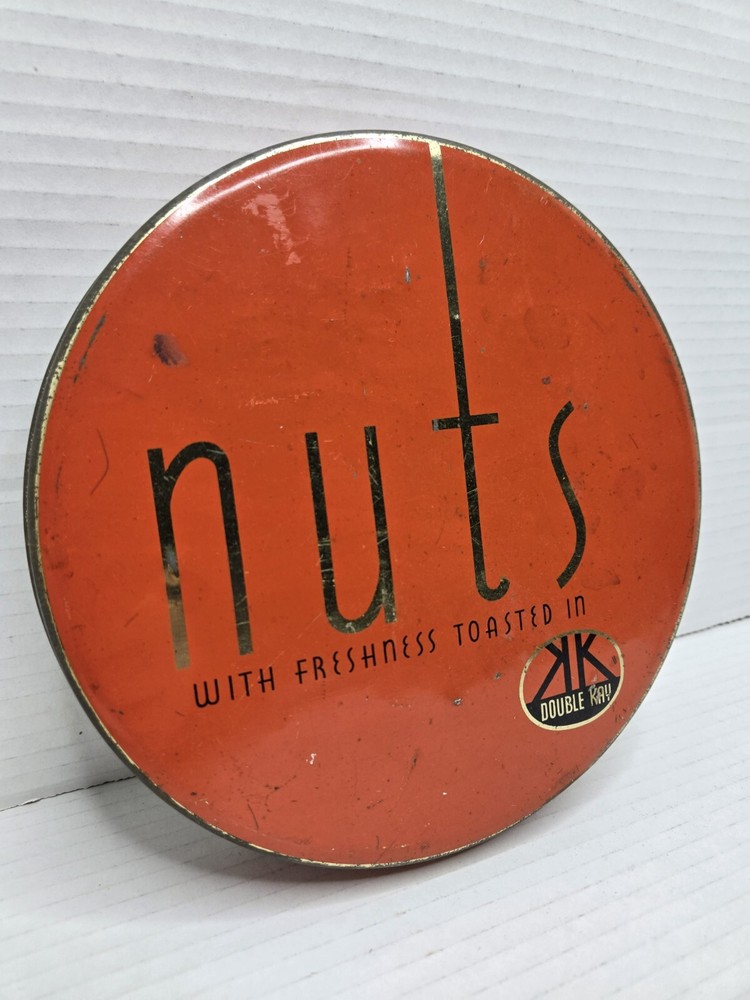 nuts
WITH FRESHNESS TOASTED IN
KK
DOUBLE KAY